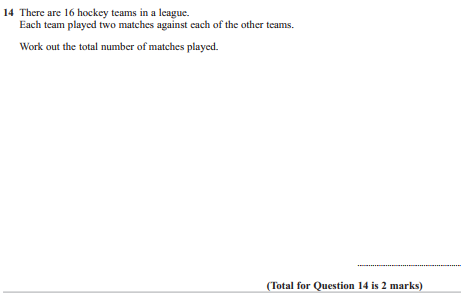 14 There are 16 hockey teams in a league.
Each team played two matches against each of the other teams.
Work out the total number of matches played.
(Total for Question 14 is 2 marks)